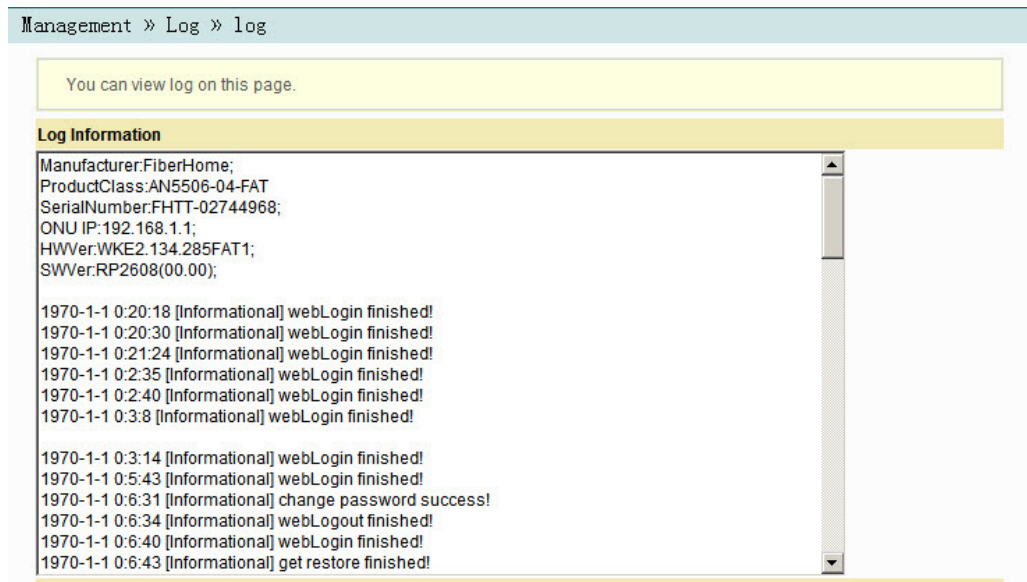 Management » Log » log
You can view log on this page.
Log Information
Manufacturer:FiberHome;
ProductClass:AN5506-04-FAT
SerialNumber:FHTT-02744968;
ONU IP:192.168.1.1;
HWVer:WKE2.134.285FAT1;
SWVer:RP2608(00.00);
1970-1-1 0:20:18 [Informational] webLogin finished!
1970-1-1 0:20:30 [Informational] webLogin finished!
1970-1-1 0:21:24 [Informational] webLogin finished!
1970-1-1 0:2:35 [Informational] webLogin finished!
1970-1-1 0:2:40 [Informational] webLogin finished!
1970-1-1 0:3:8 [Informational] webLogin finished!
1970-1-1 0:3:14 [Informational] webLogin finished!
1970-1-1 0:5:43 [Informational] webLogin finished!
1970-1-1 0:6:31 [Informational] change password success!
1970-1-1 0:6:34 [Informational] webLogout finished!
1970-1-1 0:6:40 [Informational] webLogin finished!
1970-1-1 0:6:43 [Informational] get restore finished!